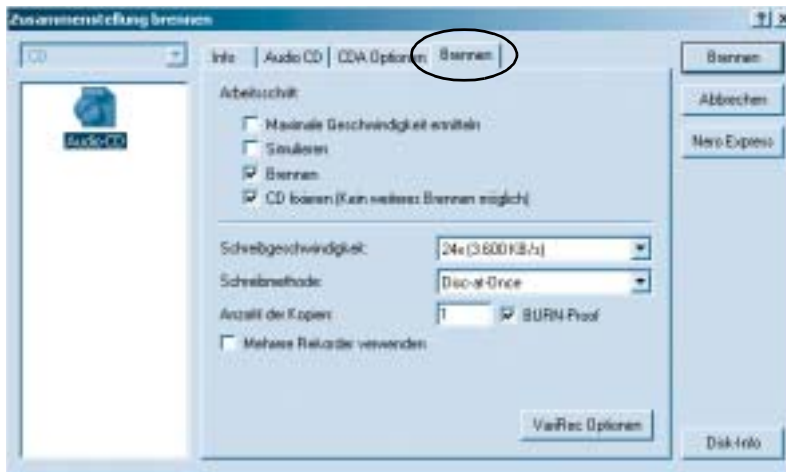 Zusammenstellung brennen
CD
Info
Audio CD
CDA Optionen
Brennen
Audio-CD
Arbeitsschritt:
Maximale Geschwindigkeit ermitteln
Simulieren
Brennen
CD fixieren (Kein weiteres Brennen möglich)
Schreibgeschwindigkeit:
24x (3.600 KB/s)
Schreibmethode:
Disc-at-Once
Anzahl der Kopien:
1
BURN-Proof
Mehrere Rekorder verwenden
VariRec Optionen
Brennen
Abbrechen
Nero Express
Disk-Info